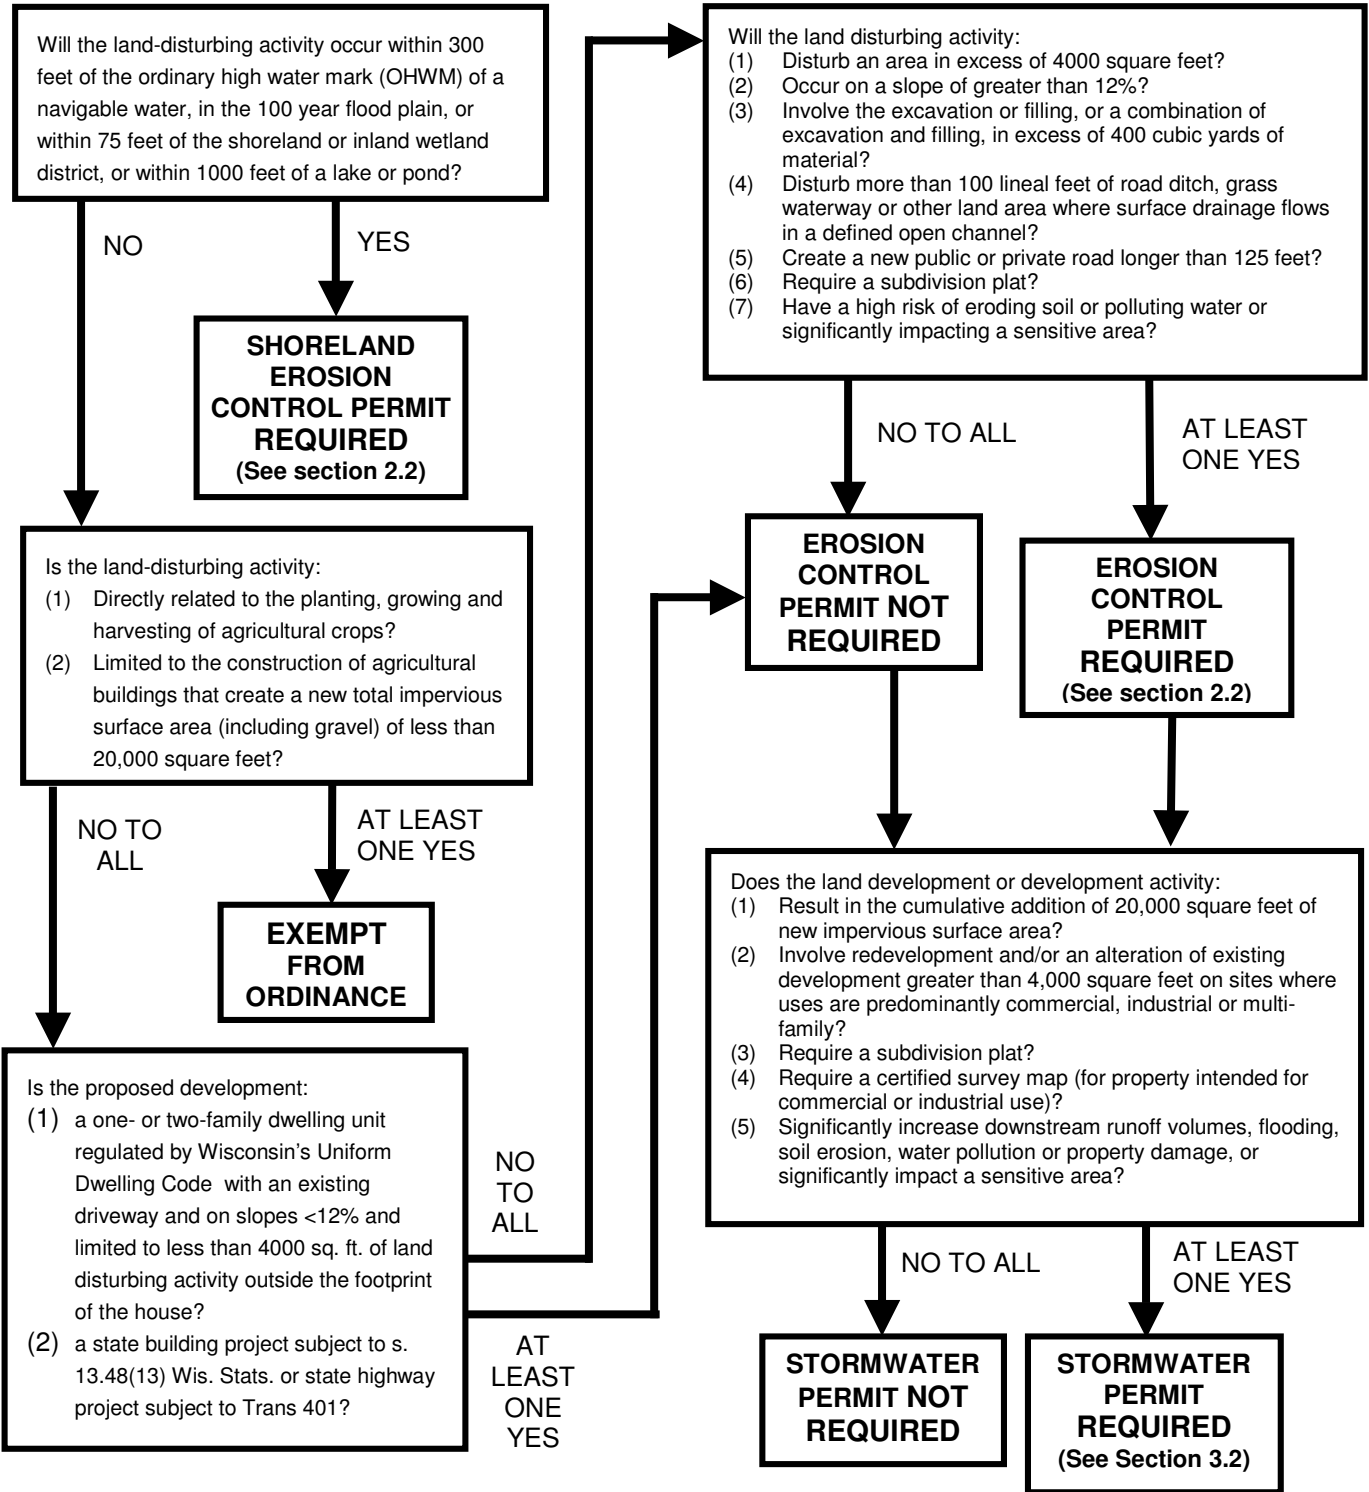 Will the land-disturbing activity occur within 300
feet of the ordinary high water mark (OHWM) of a
navigable water, in the 100 year flood plain, or
within 75 feet of the shoreland or inland wetland
district, or within 1000 feet of a lake or pond?
NO
YES
SHORELAND
EROSION
CONTROL PERMIT
REQUIRED
(See section 2.2)
Is the land-disturbing activity:
(1) Directly related to the planting, growing and
harvesting of agricultural crops?
(2) Limited to the construction of agricultural
buildings that create a new total impervious
surface area (including gravel) of less than
20,000 square feet?
NO TO
ALL
AT LEAST
ONE YES
EXEMPT
FROM
ORDINANCE
Is the proposed development:
(1) a one- or two-family dwelling unit
regulated by Wisconsin's Uniform
Dwelling Code with an existing
driveway and on slopes <12% and
limited to less than 4000 sq. ft. of land
disturbing activity outside the footprint
of the house?
(2) a state building project subject to s.
13.48(13) Wis. Stats. or state highway
project subject to Trans 401?
NO
TO
ALL
AT
LEAST
ONE
YES
Will the land disturbing activity:
(1) Disturb an area in excess of 4000 square feet?
(2) Occur on a slope of greater than 12%?
(3) Involve the excavation or filling, or a combination of
excavation and filling, in excess of 400 cubic yards of
material?
(4) Disturb more than 100 lineal feet of road ditch, grass
waterway or other land area where surface drainage flows
in a defined open channel?
(5) Create a new public or private road longer than 125 feet?
(6) Require a subdivision plat?
(7) Have a high risk of eroding soil or polluting water or
significantly impacting a sensitive area?
NO TO ALL
AT LEAST
ONE YES
EROSION
CONTROL
PERMIT NOT
REQUIRED
EROSION
CONTROL
PERMIT
REQUIRED
(See section 2.2)
Does the land development or development activity:
(1) Result in the cumulative addition of 20,000 square feet of
new impervious surface area?
(2) Involve redevelopment and/or an alteration of existing
development greater than 4,000 square feet on sites where
uses are predominantly commercial, industrial or multi-
family?
(3) Require a subdivision plat?
(4) Require a certified survey map (for property intended for
commercial or industrial use)?
(5) Significantly increase downstream runoff volumes, flooding,
soil erosion, water pollution or property damage, or
significantly impact a sensitive area?
NO TO ALL
AT LEAST
ONE YES
STORMWATER
PERMIT NOT
REQUIRED
STORMWATER
PERMIT
REQUIRED
(See Section 3.2)